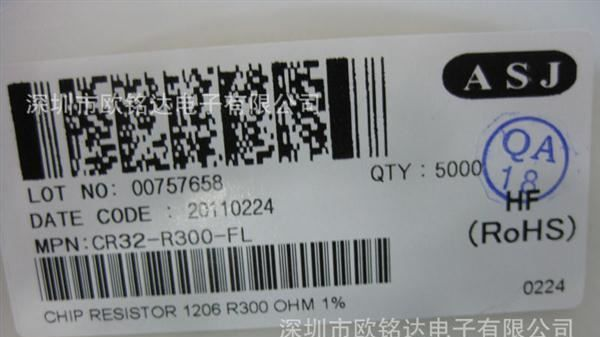 ASJ
深圳市欧铭达电子有限公司
LOT NO: 00757658
QTY : 5000
QA
18
DATE CODE : 20110224
HF
MPN:CR32-R300-FL
(RoHS)
0224
CHIP RESISTOR 1206 R300 OHM 1%
深圳市欧铭达电子有限公司